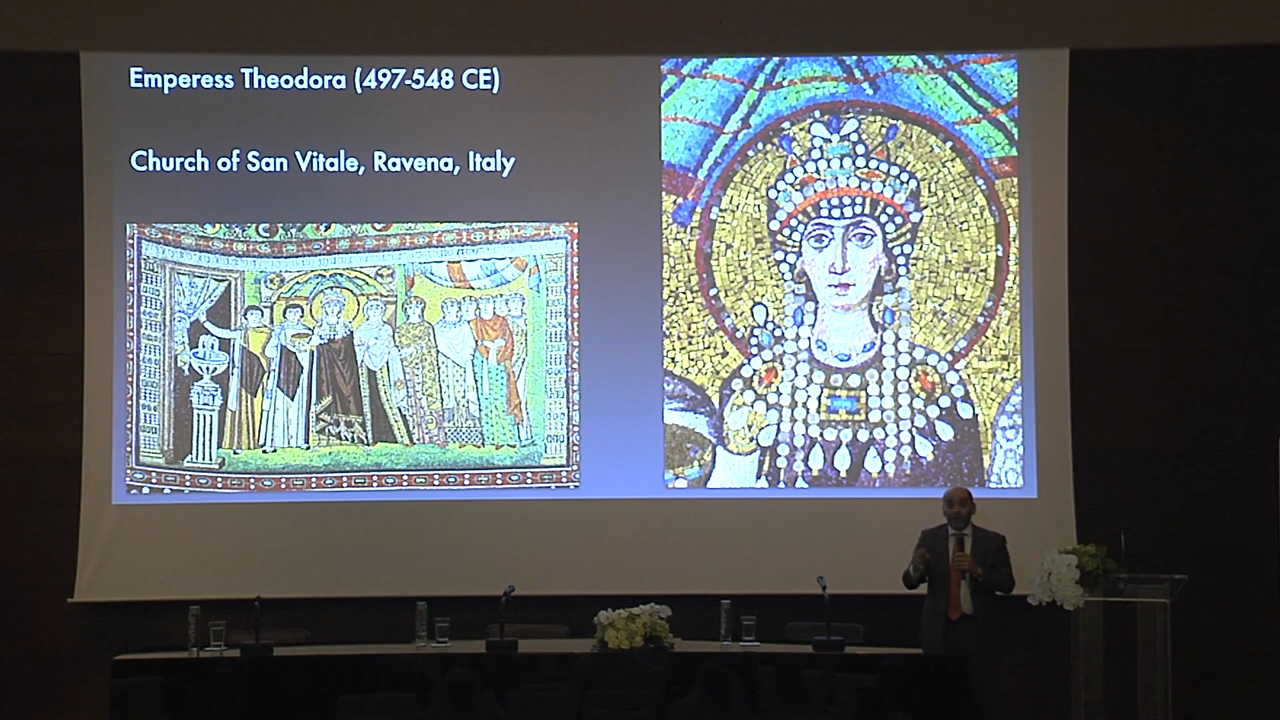 Emperess Theodora (497-548 CE)
Church of San Vitale, Ravena, Italy